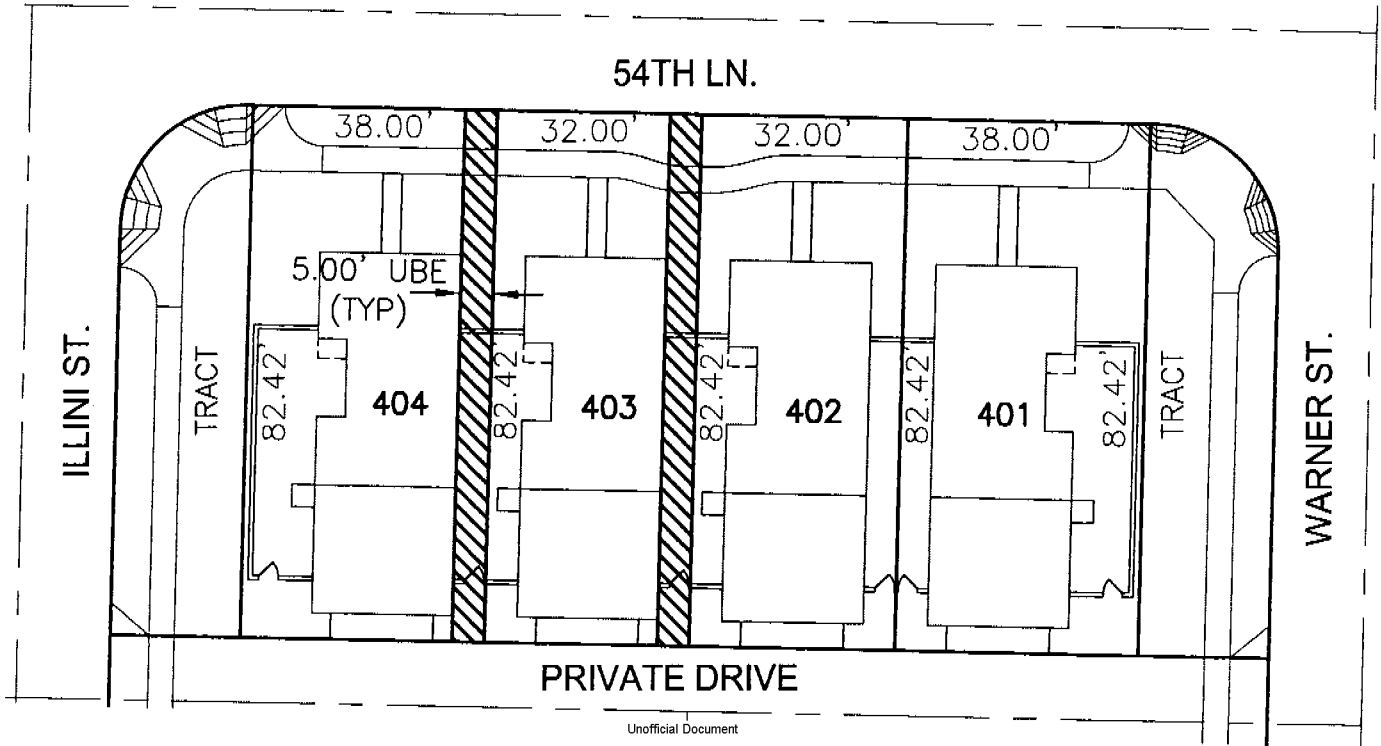 54TH LN.
38.00'
32.00'
32.00'
38.00'
5.00' UBE
(TYP)
ILLINI ST.
TRACT
82.42'
404
82.42'
403
82.42'
402
82.42'
401
82.42'
TRACT
WARNER ST.
PRIVATE DRIVE
Unofficial Document